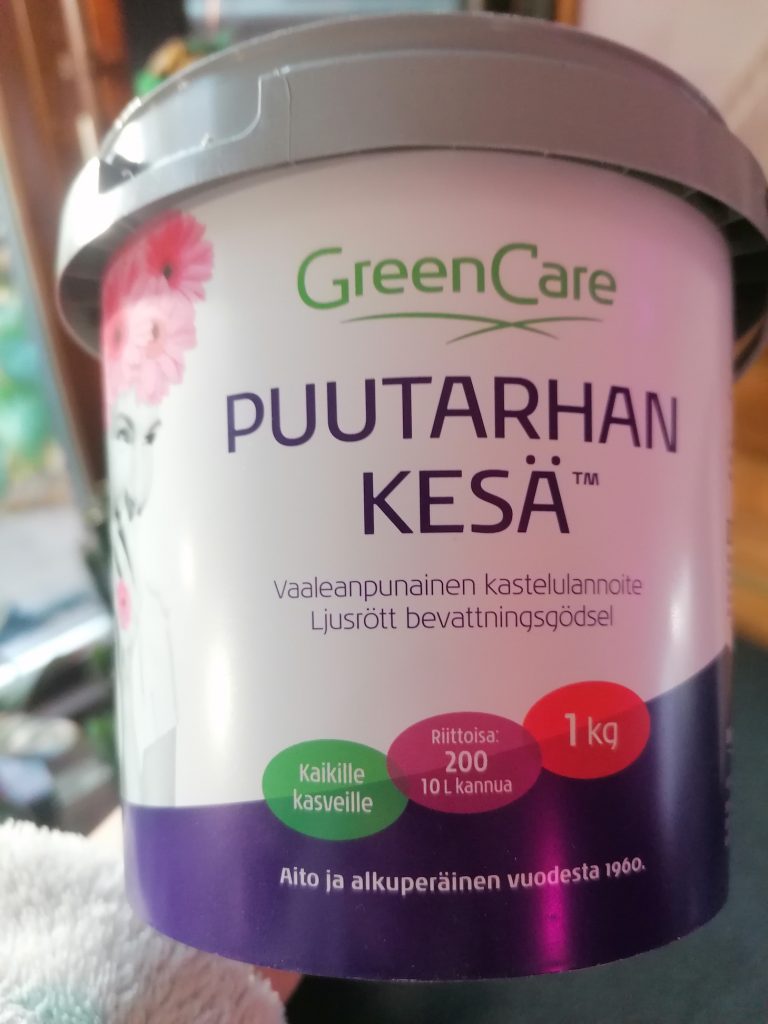 GreenCare
PUUTARHAN
KESÄ™
Vaaleanpunainen kastelulannoite
Ljusrött bevattningsgödsel
Kaikille
kasveille
Riittoisa:
200
10 L kannua
1 kg
Aito ja alkuperäinen vuodesta 1960.